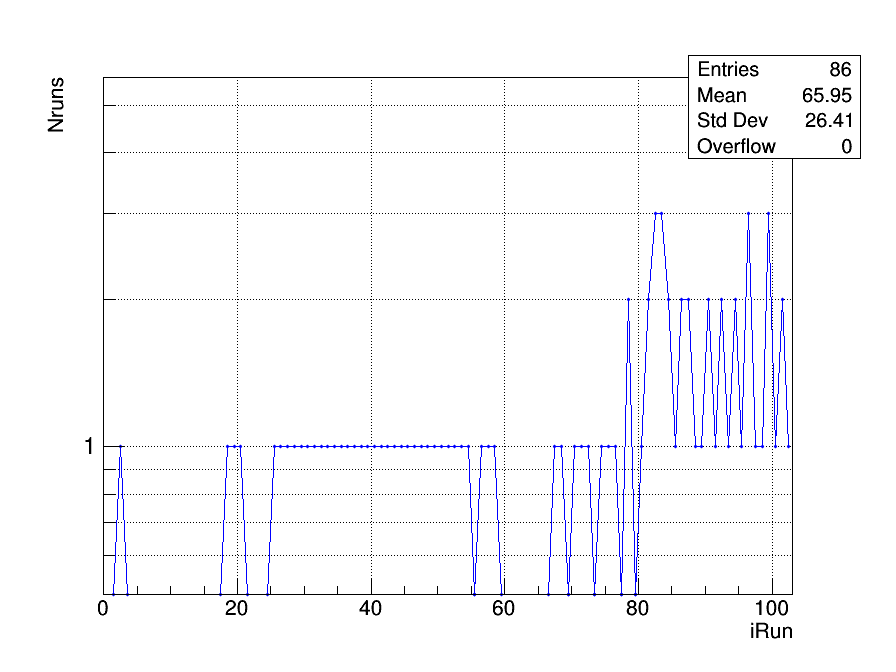 Nruns
Entries 86
Mean 65.95
Std Dev 26.41
Overflow 0
1
0 20 40 60 80 100
iRun